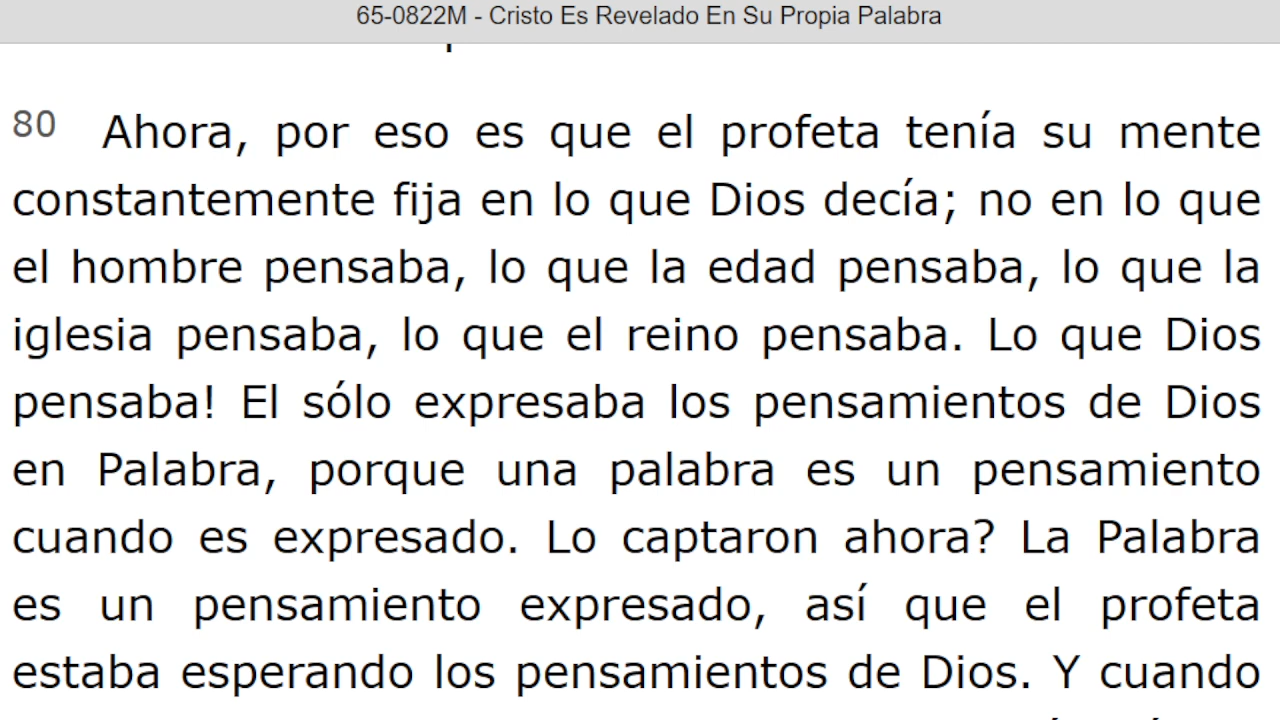 65-0822M - Cristo Es Revelado En Su Propia Palabra
80 Ahora, por eso es que el profeta tenía su mente
constantemente fija en lo que Dios decía; no en lo que
el hombre pensaba, lo que la edad pensaba, lo que la
iglesia pensaba, lo que el reino pensaba. Lo que Dios
pensaba! El sólo expresaba los pensamientos de Dios
en Palabra, porque una palabra es un pensamiento
cuando es expresado. Lo captaron ahora? La Palabra
es un pensamiento expresado, así que el profeta
estaba esperando los pensamientos de Dios. Y cuando